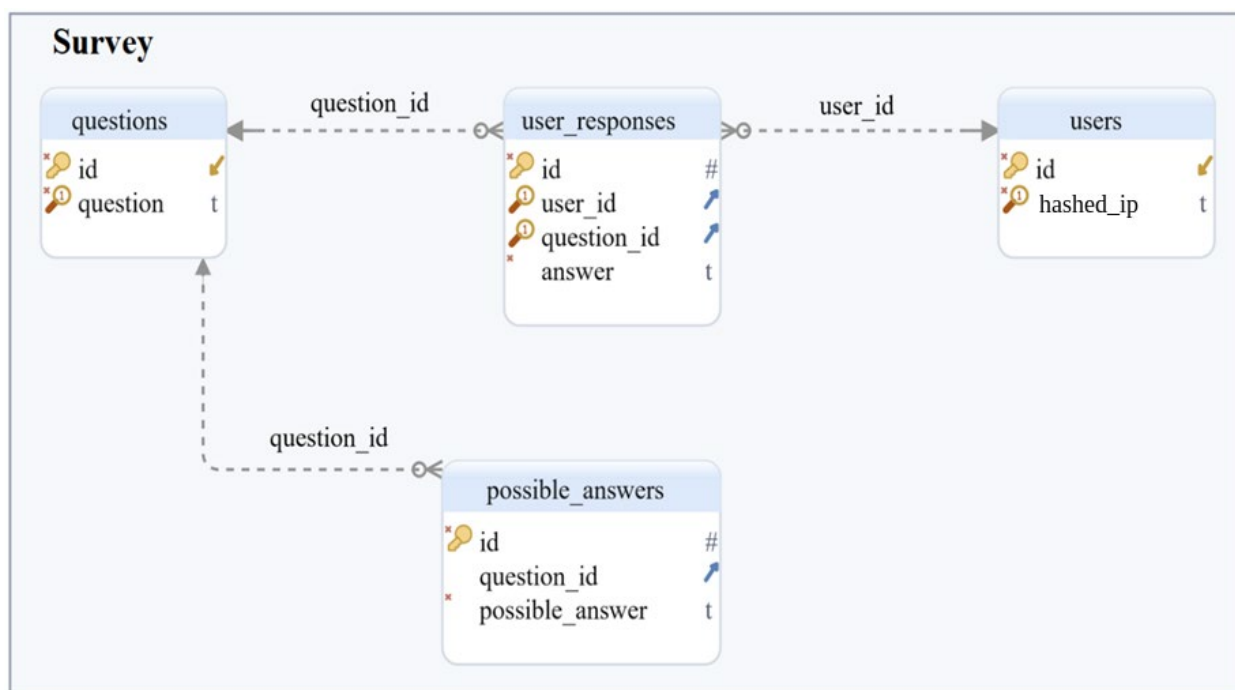 Survey
question_id
user_id
questions
id
question t
user_responses
id #
user_id
question_id
answer t
users
id
hashed_ip t
question_id
possible_answers
id #
question_id
possible_answer t